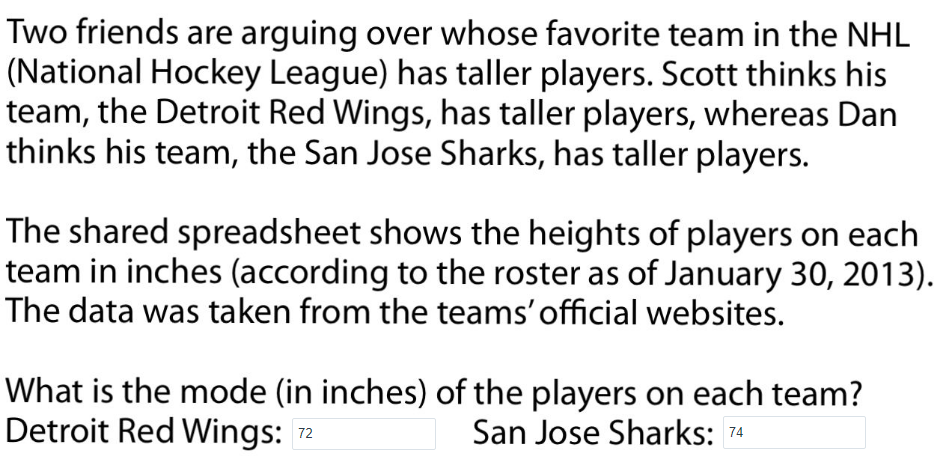 Two friends are arguing over whose favorite team in the NHL
(National Hockey League) has taller players. Scott thinks his
team, the Detroit Red Wings, has taller players, whereas Dan
thinks his team, the San Jose Sharks, has taller players.
The shared spreadsheet shows the heights of players on each
team in inches (according to the roster as of January 30, 2013).
The data was taken from the teams’ official websites.
What is the mode (in inches) of the players on each team?
Detroit Red Wings: 72 San Jose Sharks: 74